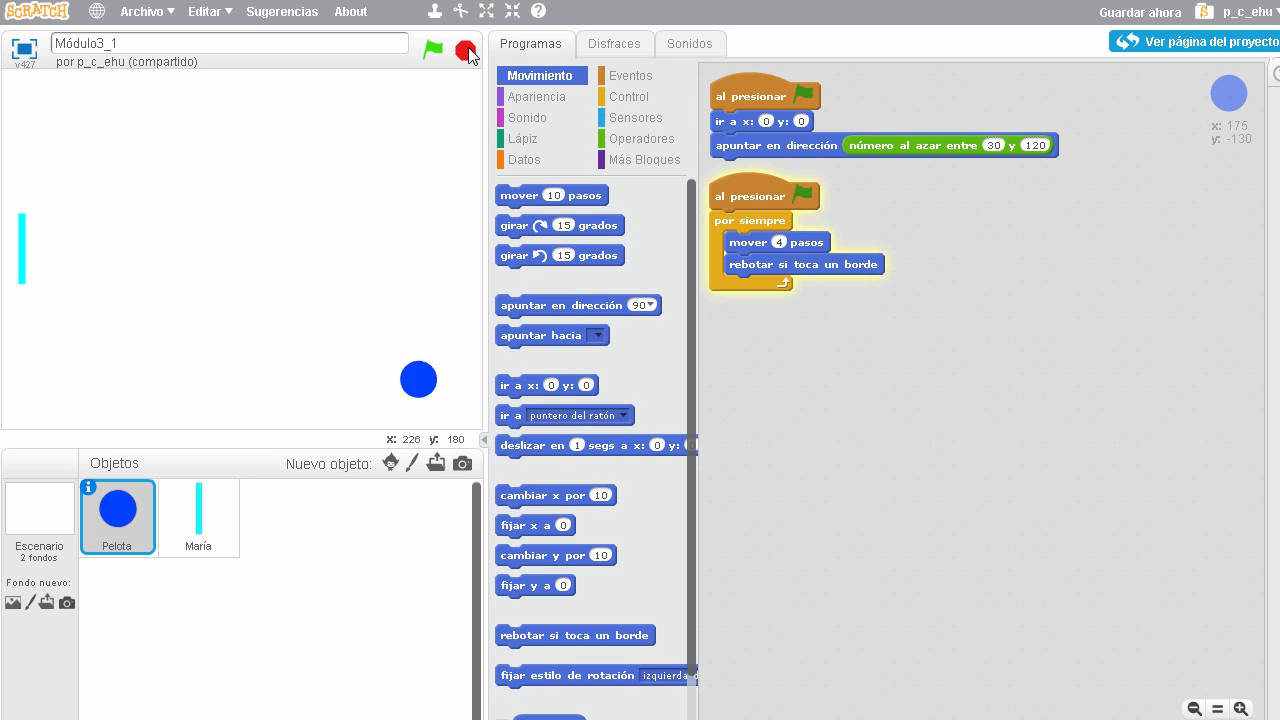 SCRATCH
Archivo Editar Sugerencias About
Guardar ahora p_c_ehu
v427
Módulo3_1
por p_c_ehu (compartido)
Programas Disfraces Sonidos
Ver página del proyecto
Movimiento Eventos
Apariencia Control
Sonido Sensores
Lápiz Operadores
Datos Más Bloques
mover 10 pasos
girar 15 grados
girar 15 grados
apuntar en dirección 90
apuntar hacia
ir a x: 0 y: 0
ir a puntero del ratón
deslizar en 1 segs a x: 0 y:
cambiar x por 10
fijar x a 0
cambiar y por 10
fijar y a 0
rebotar si toca un borde
fijar estilo de rotación izquierda
al presionar
ir a x: 0 y: 0
apuntar en dirección número al azar entre 30 y 120
al presionar
por siempre
mover 4 pasos
rebotar si toca un borde
x: 175
y: -130
x: 226 y: 180
Objetos Nuevo objeto:
Escenario
2 fondos
Fondo nuevo:
Pelota
María